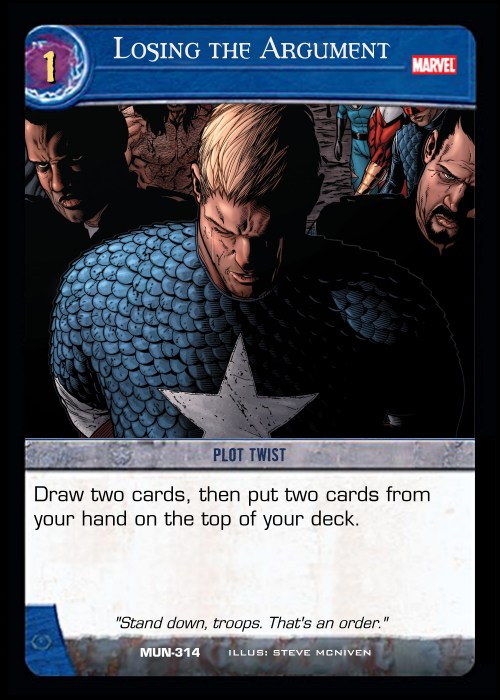 1
Losing the Argument
MARVEL
PLOT TWIST
Draw two cards, then put two cards from
your hand on the top of your deck.
"Stand down, troops. That's an order."
MUN-314 ILLUS: STEVE MCNIVEN